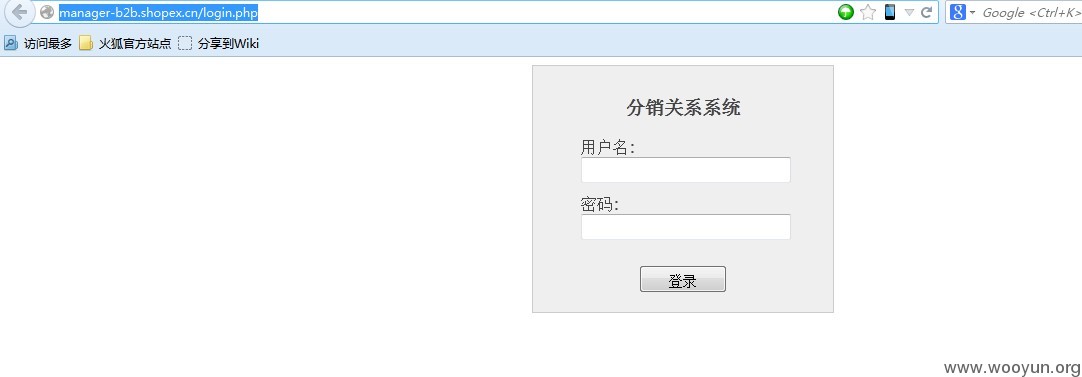 manager-b2b.shopex.cn/login.php
Google <Ctrl+K>
访问最多 火狐官方站点 分享到Wiki
分销关系系统
用户名：
密码：
登录
www.wooyun.org